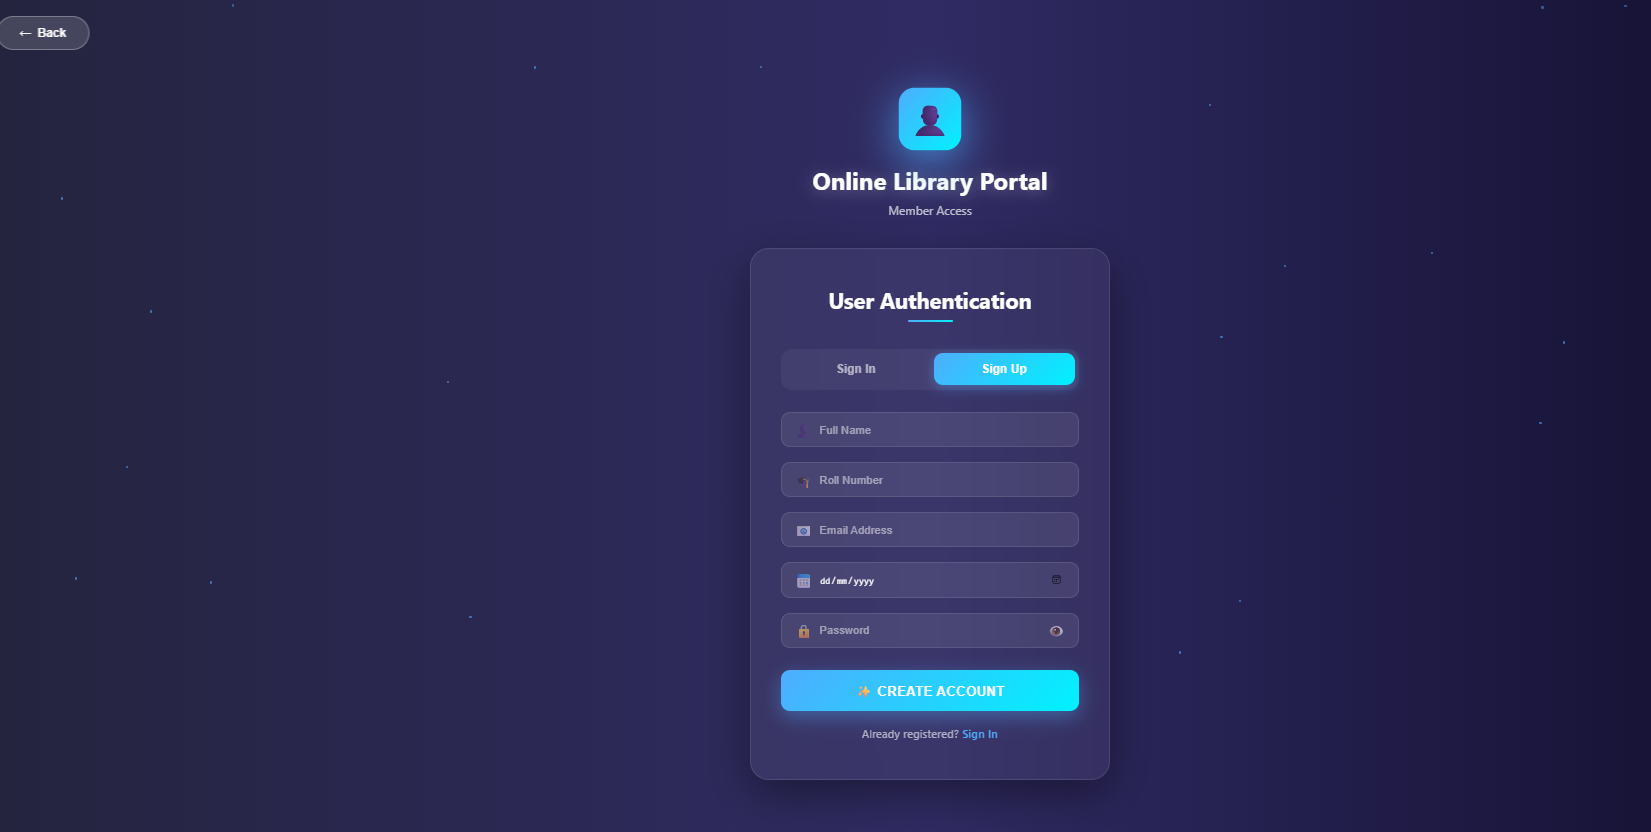 ← Back
Online Library Portal
Member Access
User Authentication
Sign In
Sign Up
Full Name
Roll Number
Email Address
dd/mm/yyyy
Password
✨ CREATE ACCOUNT
Already registered? Sign In